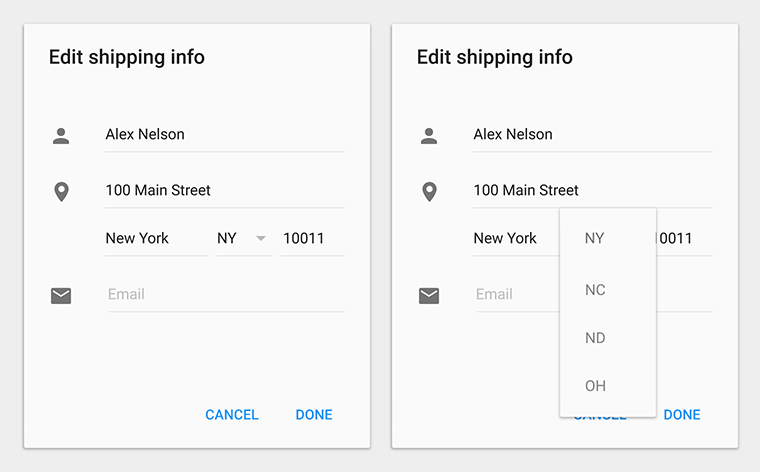 Edit shipping info
Alex Nelson
100 Main Street
New York NY 10011
Email
CANCEL DONE
Edit shipping info
Alex Nelson
100 Main Street
New York NY 10011
NC
Email
ND
OH
CANCEL DONE